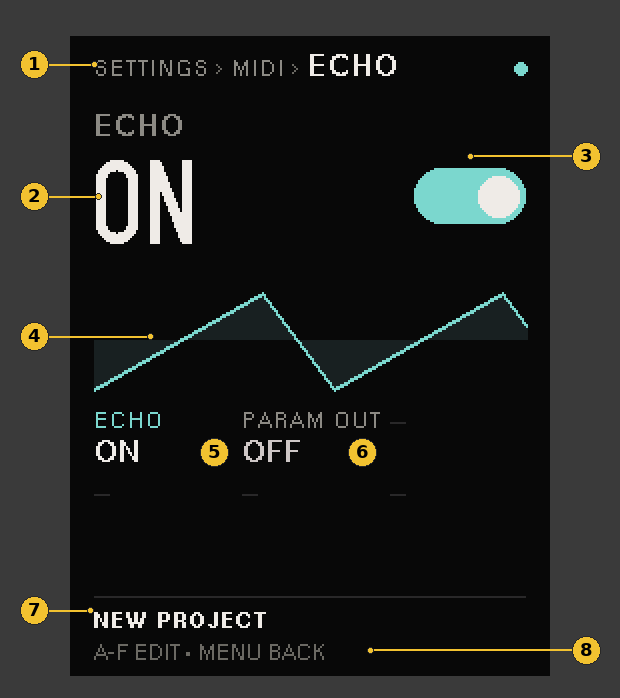 1 SETTINGS › MIDI › ECHO
ECHO
3
2 ON
4
ECHO PARAM OUT —
ON 5 OFF 6
— — —
7 NEW PROJECT
A-F EDIT · MENU BACK 8